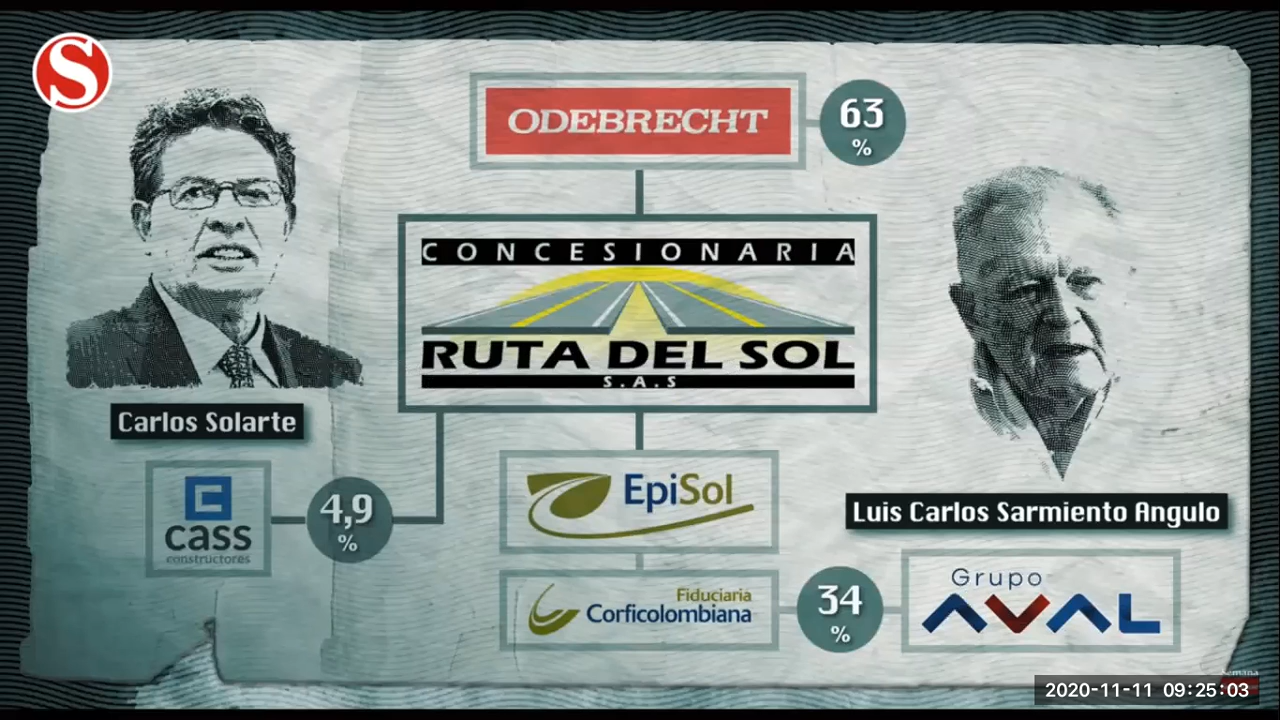 S
ODEBRECHT
63
%
CONCESIONARIA
RUTA DEL SOL
S.A.S
Carlos Solarte
cass
constructores
4,9
%
EpiSol
Fiduciaria
Corficolombiana
34
%
Luis Carlos Sarmiento Angulo
Grupo
AVAL
Semana
2020-11-11 09:25:03